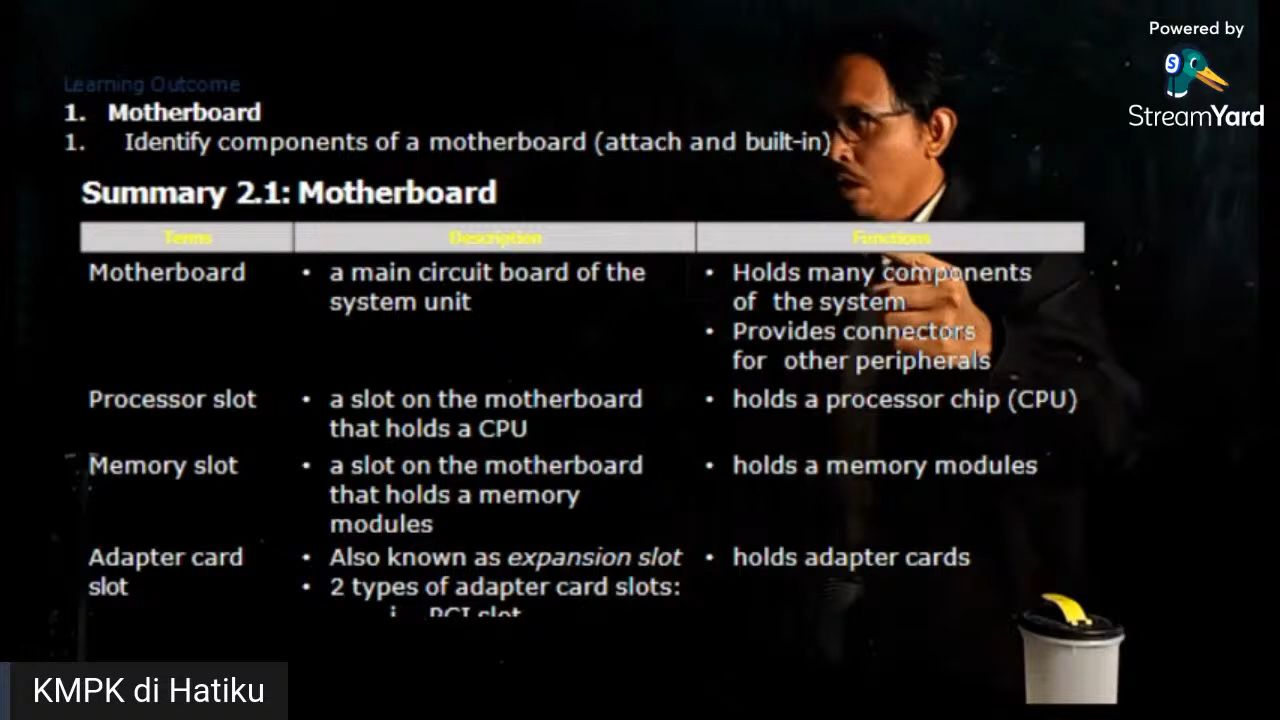 Powered by
StreamYard
Learning Outcome
1. Motherboard
1. Identify components of a motherboard (attach and built-in)
Summary 2.1: Motherboard
Terms Description Functions
Motherboard • a main circuit board of the • Holds many components
system unit of the system
• Provides connectors
for other peripherals
Processor slot • a slot on the motherboard • holds a processor chip (CPU)
that holds a CPU
Memory slot • a slot on the motherboard • holds a memory modules
that holds a memory
modules
Adapter card • Also known as expansion slot • holds adapter cards
slot • 2 types of adapter card slots:
i. PCI slot
KMPK di Hatiku